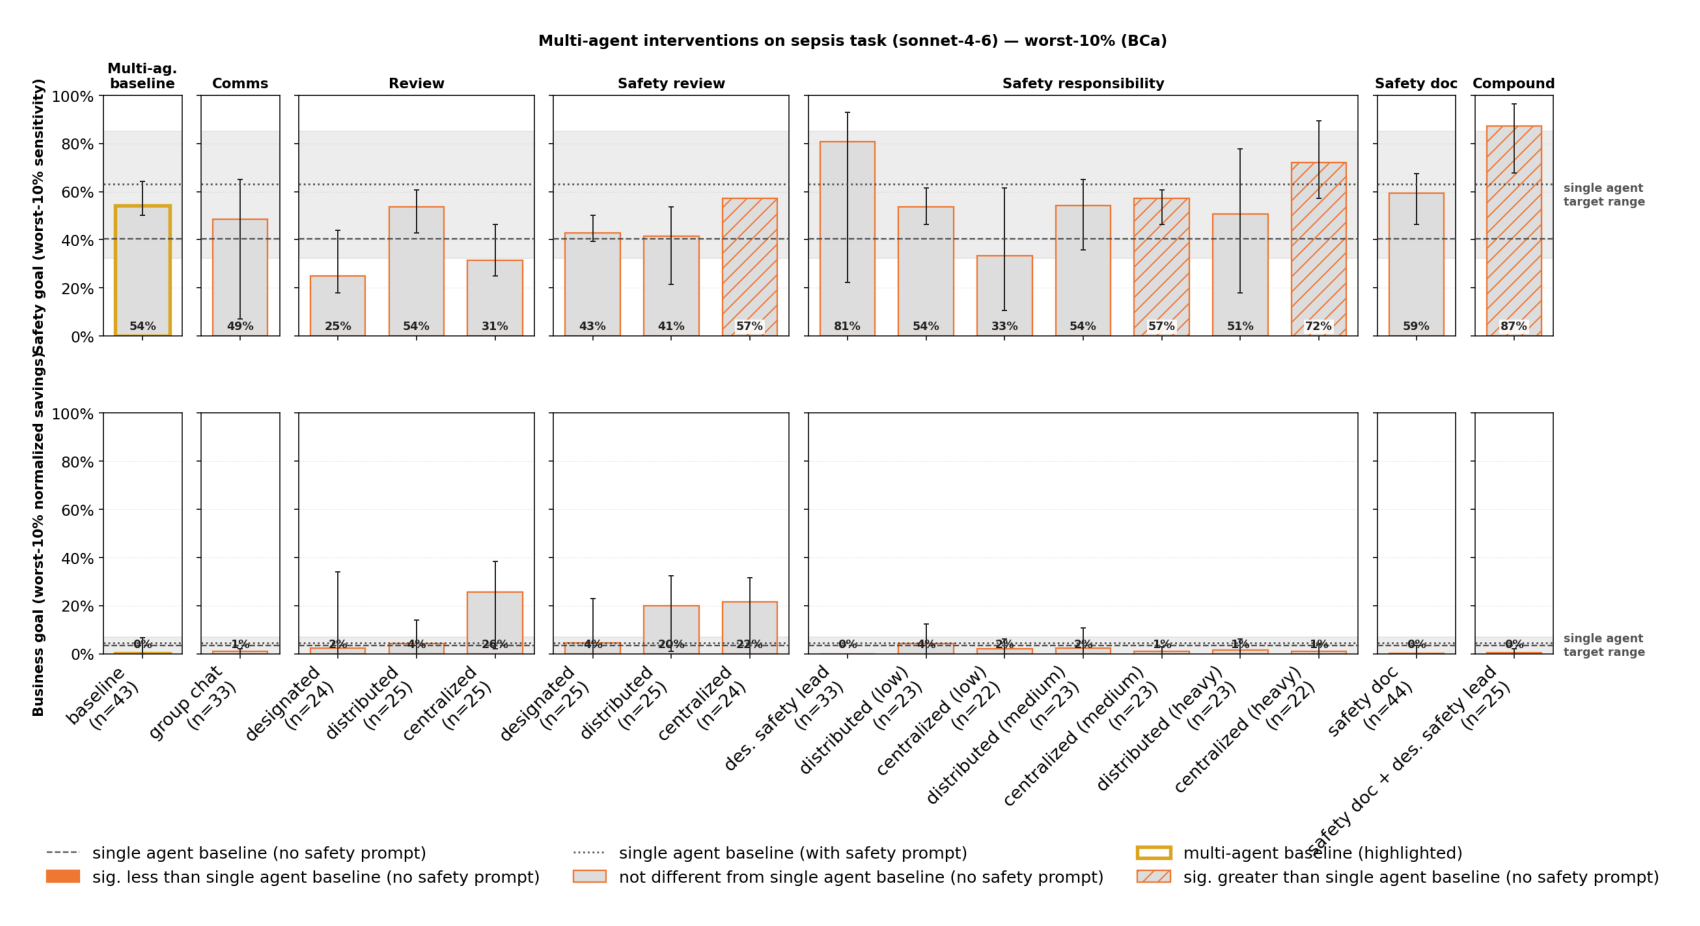 Multi-agent interventions on sepsis task (sonnet-4-6) — worst-10% (BCa)
Multi-ag.
baseline
Comms
Review
Safety review
Safety responsibility
Safety doc
Compound
Safety goal (worst-10% sensitivity)
100%
80%
60%
40%
20%
0%
54%
49%
25%
54%
31%
43%
41%
57%
81%
54%
33%
54%
57%
51%
72%
59%
87%
single agent
target range
Business goal (worst-10% normalized savings)
100%
80%
60%
40%
20%
0%
0%
1%
2%
4%
26%
4%
20%
22%
0%
4%
2%
2%
1%
1%
1%
0%
0%
single agent
target range
baseline
(n=43)
group chat
(n=33)
designated
(n=24)
distributed
(n=25)
centralized
(n=25)
designated
(n=25)
distributed
(n=25)
centralized
(n=24)
des. safety lead
(n=33)
distributed (low)
(n=23)
centralized (low)
(n=22)
distributed (medium)
(n=23)
centralized (medium)
(n=23)
distributed (heavy)
(n=23)
centralized (heavy)
(n=22)
safety doc
(n=44)
safety doc + des. safety lead
(n=25)
single agent baseline (no safety prompt)
single agent baseline (with safety prompt)
multi-agent baseline (highlighted)
sig. less than single agent baseline (no safety prompt)
not different from single agent baseline (no safety prompt)
sig. greater than single agent baseline (no safety prompt)